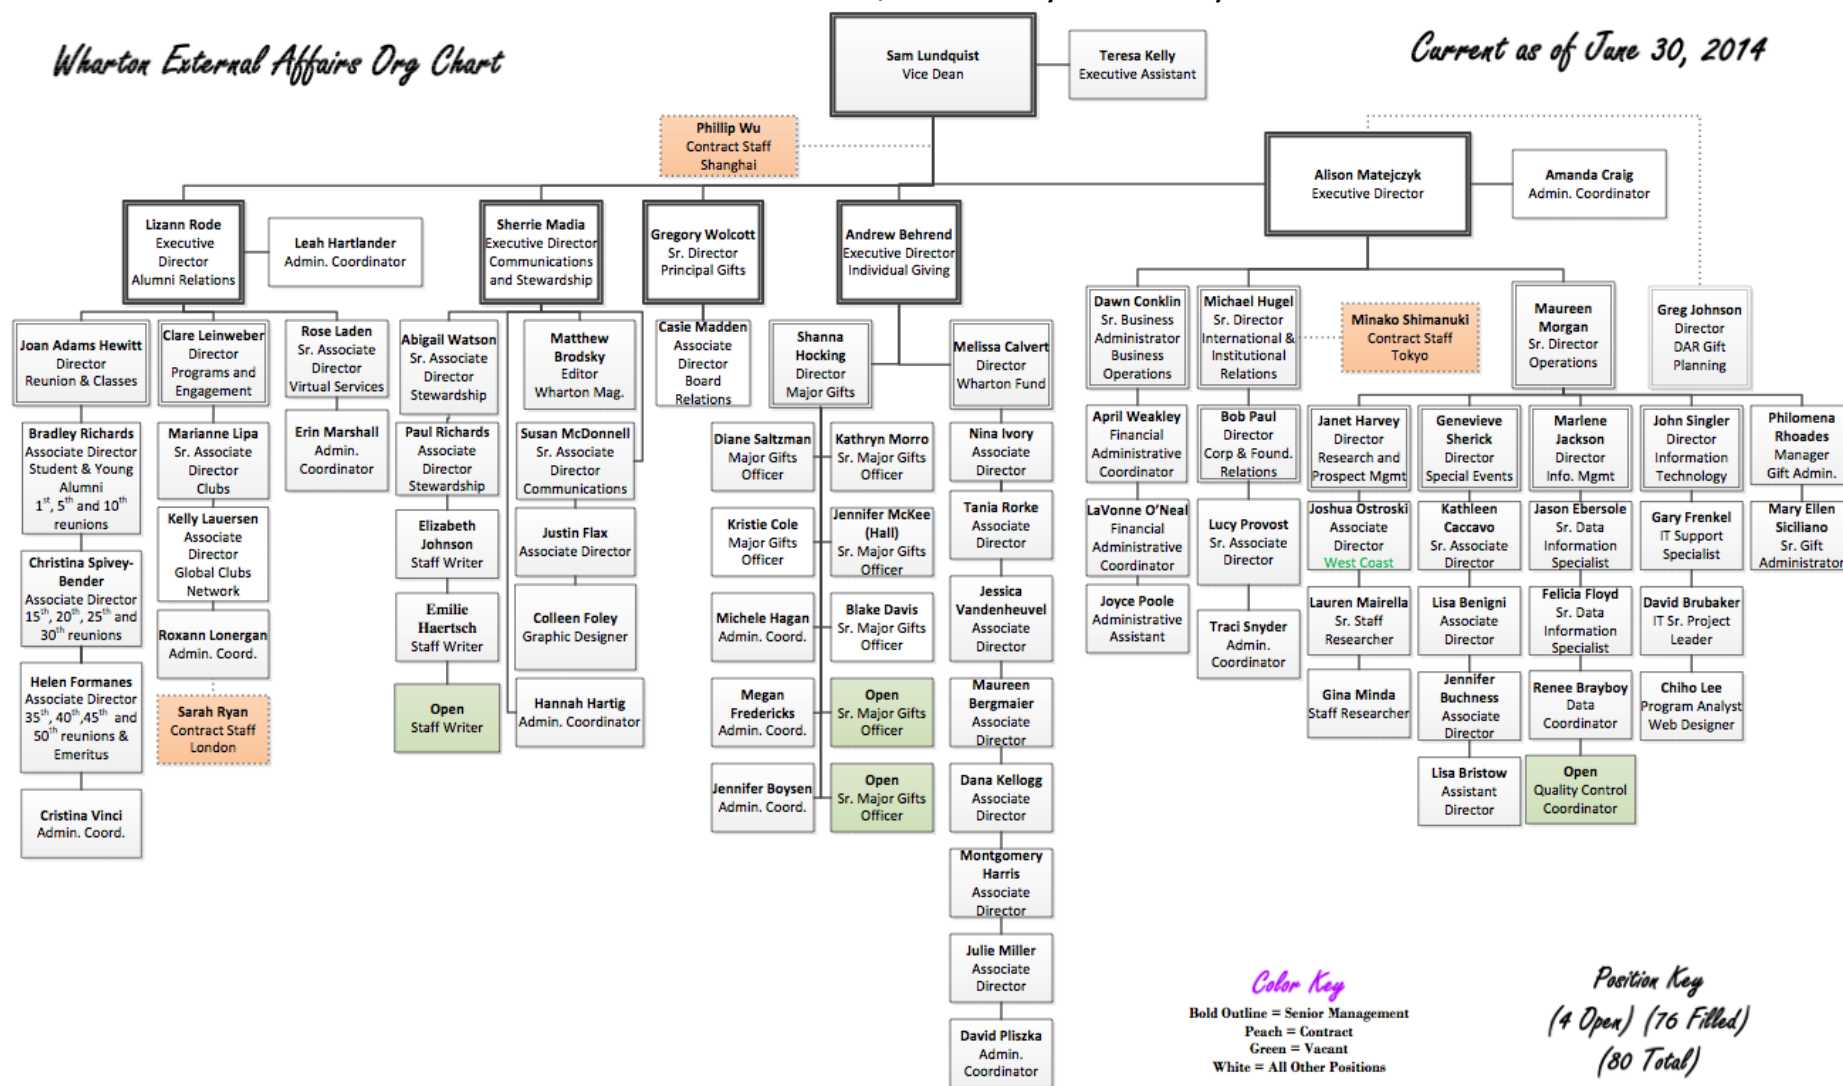 Wharton External Affairs Org Chart
Current as of June 30, 2014
Sam Lundquist
Vice Dean
Teresa Kelly
Executive Assistant
Phillip Wu
Contract Staff
Shanghai
Alison Matejczyk
Executive Director
Amanda Craig
Admin. Coordinator
Lizann Rode
Executive
Director
Alumni Relations
Leah Hartlander
Admin. Coordinator
Sherrie Madia
Executive Director
Communications
and Stewardship
Gregory Wolcott
Sr. Director
Principal Gifts
Andrew Behrend
Executive Director
Individual Giving
Dawn Conklin
Sr. Business
Administrator
Business
Operations
Michael Hugel
Sr. Director
International &
Institutional
Relations
Minako Shimanuki
Contract Staff
Tokyo
Maureen
Morgan
Sr. Director
Operations
Greg Johnson
Director
DAR Gift
Planning
Joan Adams Hewitt
Director
Reunion & Classes
Clare Leinweber
Director
Programs and
Engagement
Rose Laden
Sr. Associate
Director
Virtual Services
Abigail Watson
Sr. Associate
Director
Stewardship
Matthew
Brodsky
Editor
Wharton Mag.
Casie Madden
Associate
Director
Board
Relations
Shanna
Hocking
Director
Major Gifts
Melissa Calvert
Director
Wharton Fund
Bradley Richards
Associate Director
Student & Young
Alumni
1st, 5th and 10th
reunions
Christina Spivey-
Bender
Associate Director
15th, 20th, 25th and
30th reunions
Helen Formanes
Associate Director
35th, 40th,45th and
50th reunions &
Emeritus
Cristina Vinci
Admin. Coord.
Marianne Lipa
Sr. Associate
Director
Clubs
Kelly Lauersen
Associate
Director
Global Clubs
Network
Roxann Lonergan
Admin. Coord.
Sarah Ryan
Contract Staff
London
Erin Marshall
Admin.
Coordinator
Paul Richards
Associate
Director
Stewardship
Elizabeth
Johnson
Staff Writer
Emilie
Haertsch
Staff Writer
Open
Staff Writer
Susan McDonnell
Sr. Associate
Director
Communications
Justin Flax
Associate Director
Colleen Foley
Graphic Designer
Hannah Hartig
Admin. Coordinator
Diane Saltzman
Major Gifts
Officer
Kristie Cole
Major Gifts
Officer
Michele Hagan
Admin. Coord.
Megan
Fredericks
Admin. Coord.
Jennifer Boysen
Admin. Coord.
Kathryn Morro
Sr. Major Gifts
Officer
Jennifer McKee
(Hall)
Sr. Major Gifts
Officer
Blake Davis
Sr. Major Gifts
Officer
Open
Sr. Major Gifts
Officer
Open
Sr. Major Gifts
Officer
Nina Ivory
Associate
Director
Tania Rorke
Associate
Director
Jessica
Vandenheuvel
Associate
Director
Maureen
Bergmaier
Associate
Director
Dana Kellogg
Associate
Director
Montgomery
Harris
Associate
Director
Julie Miller
Associate
Director
David Pliszka
Admin.
Coordinator
April Weakley
Financial
Administrative
Coordinator
LaVonne O'Neal
Financial
Administrative
Coordinator
Joyce Poole
Administrative
Assistant
Bob Paul
Director
Corp & Found.
Relations
Lucy Provost
Sr. Associate
Director
Traci Snyder
Admin.
Coordinator
Janet Harvey
Director
Research and
Prospect Mgmt
Joshua Ostroski
Associate
Director
West Coast
Lauren Mairella
Sr. Staff
Researcher
Gina Minda
Staff Researcher
Genevieve
Sherick
Director
Special Events
Kathleen
Caccavo
Sr. Associate
Director
Lisa Benigni
Associate
Director
Jennifer
Buchness
Associate
Director
Lisa Bristow
Assistant
Director
Marlene
Jackson
Director
Info. Mgmt
Jason Ebersole
Sr. Data
Information
Specialist
Felicia Floyd
Sr. Data
Information
Specialist
Renee Brayboy
Data
Coordinator
Open
Quality Control
Coordinator
John Singler
Director
Information
Technology
Gary Frenkel
IT Support
Specialist
David Brubaker
IT Sr. Project
Leader
Chiho Lee
Program Analyst
Web Designer
Philomena
Rhoades
Manager
Gift Admin.
Mary Ellen
Siciliano
Sr. Gift
Administrator
Color Key
Bold Outline = Senior Management
Peach = Contract
Green = Vacant
White = All Other Positions
Position Key
(4 Open) (76 Filled)
(80 Total)